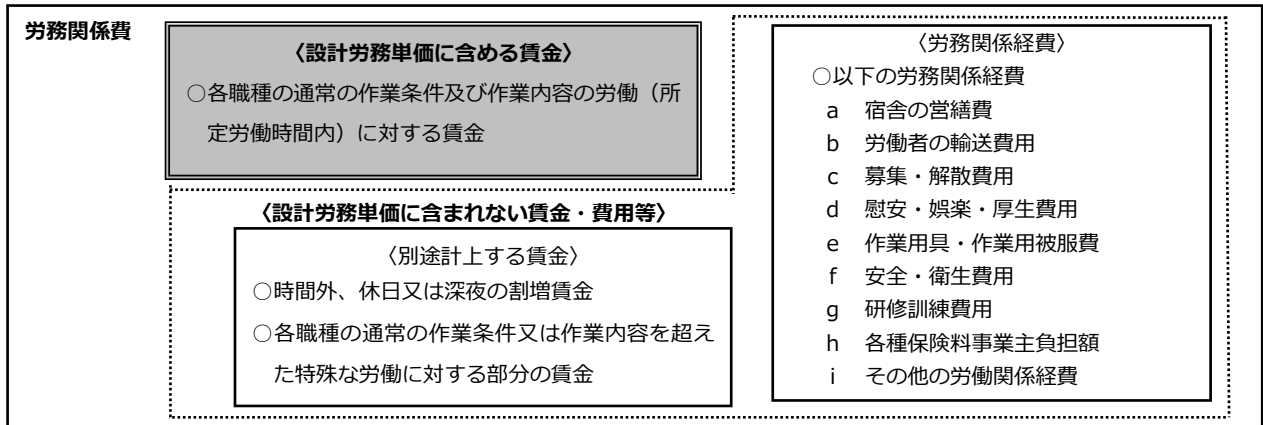 労務関係費
〈設計労務単価に含める賃金〉
○各職種の通常の作業条件及び作業内容の労働（所
定労働時間内）に対する賃金
〈設計労務単価に含まれない賃金・費用等〉
〈別途計上する賃金〉
○時間外、休日又は深夜の割増賃金
○各職種の通常の作業条件又は作業内容を超え
た特殊な労働に対する部分の賃金
〈労務関係経費〉
○以下の労務関係経費
a 宿舎の営繕費
b 労働者の輸送費用
c 募集・解散費用
d 慰安・娯楽・厚生費用
e 作業用具・作業用被服費
f 安全・衛生費用
g 研修訓練費用
h 各種保険料事業主負担額
i その他の労働関係経費